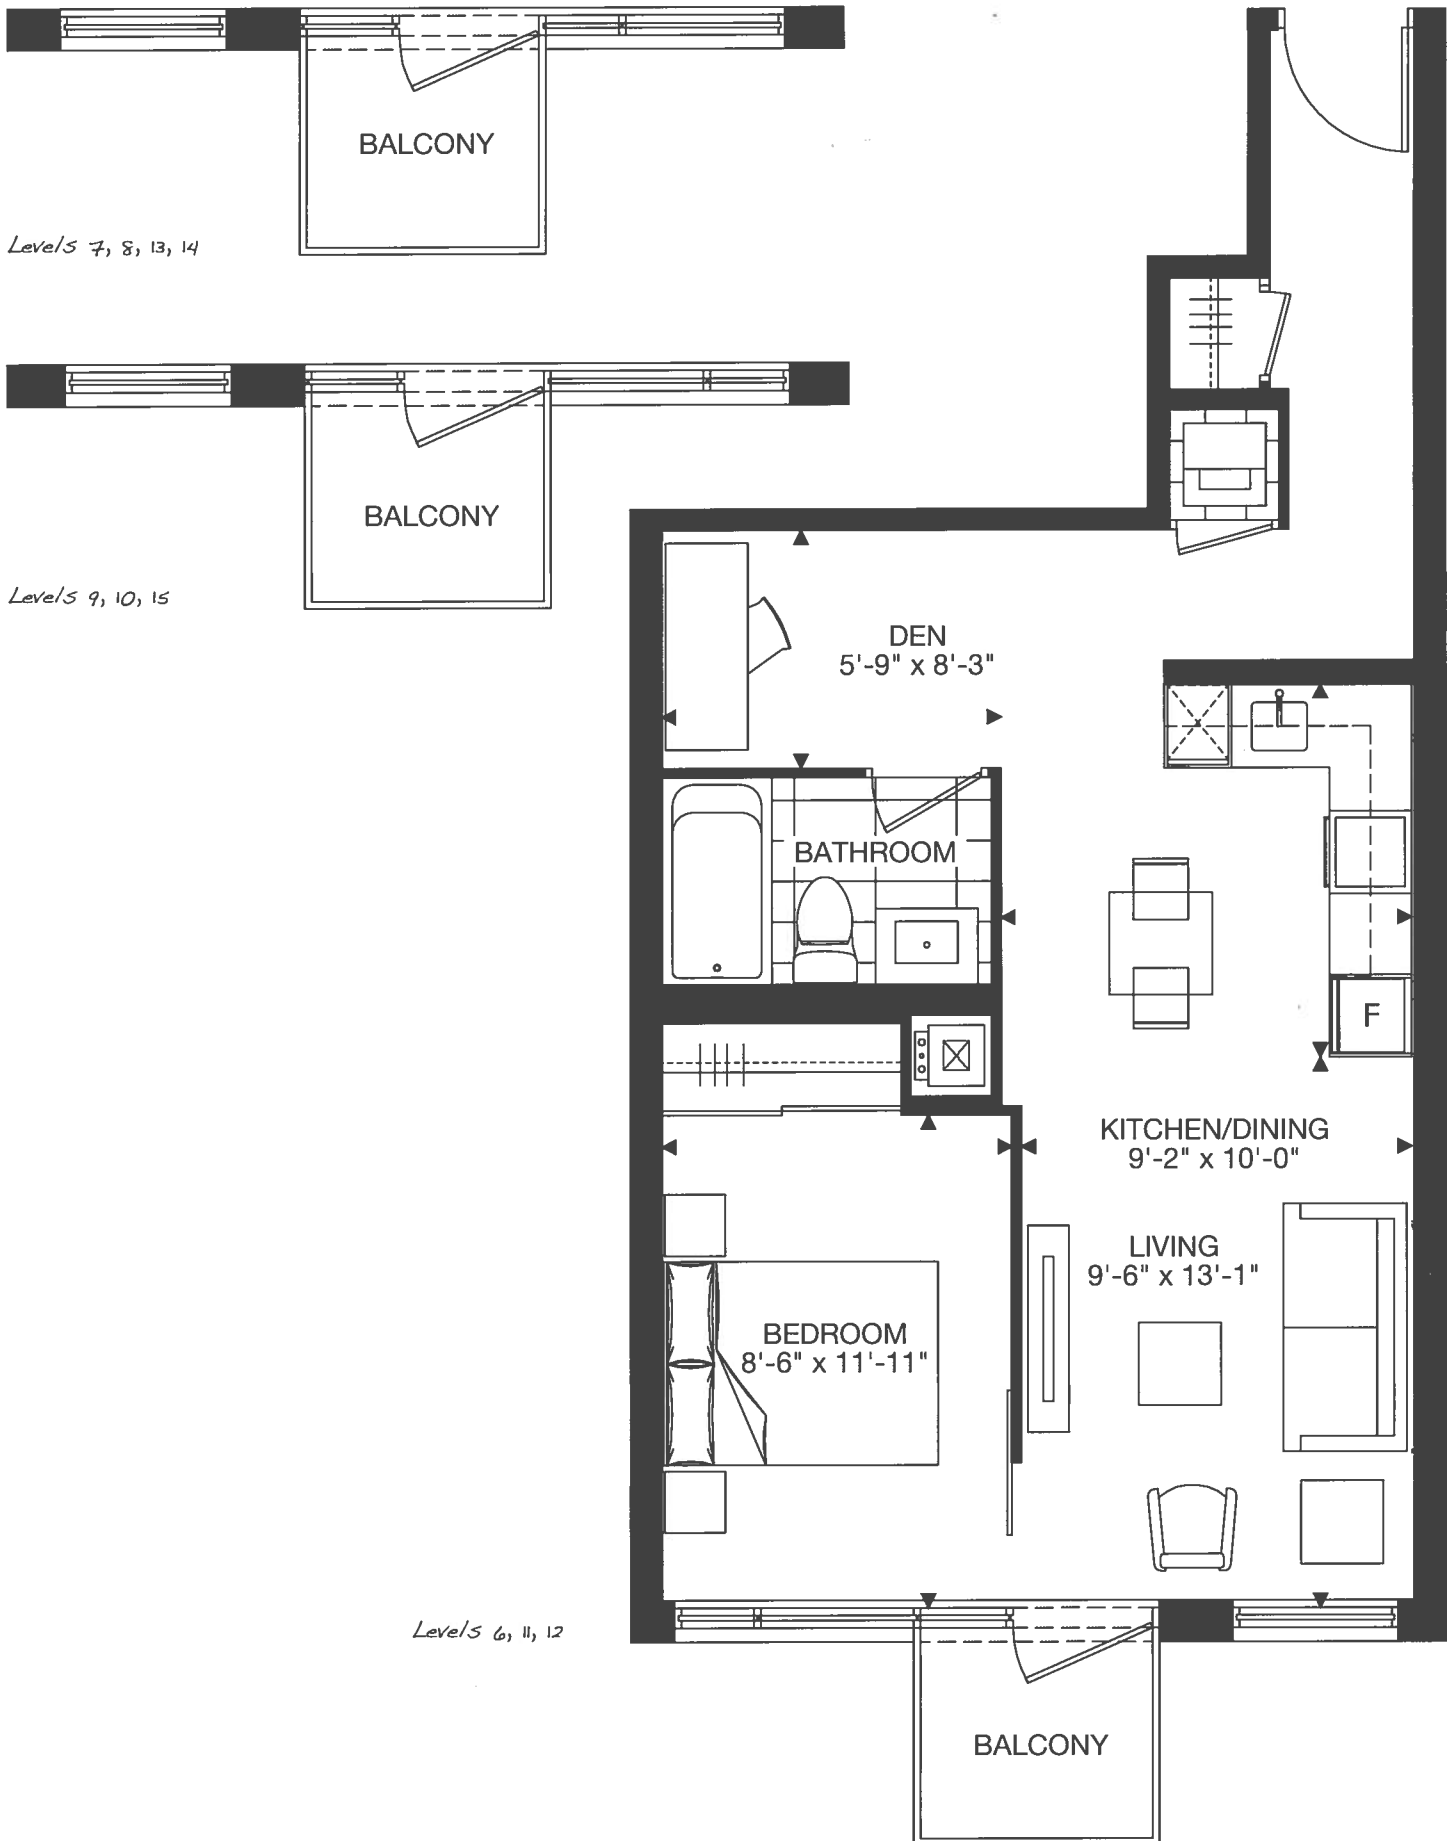 BALCONY
Levels 7, 8, 13, 14
BALCONY
Levels 9, 10, 15
DEN
5'-9" x 8'-3"
BATHROOM
F
KITCHEN/DINING
9'-2" x 10'-0"
LIVING
9'-6" x 13'-1"
BEDROOM
8'-6" x 11'-11"
Levels 6, 11, 12
BALCONY